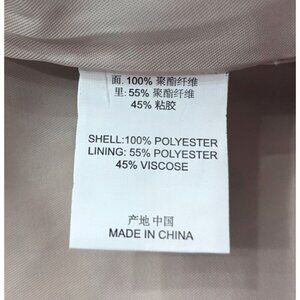 面: 100% 聚酯纤维
里: 55% 聚酯纤维
45% 粘胶
SHELL:100% POLYESTER
LINING: 55% POLYESTER
45% VISCOSE
产地 中国
MADE IN CHINA